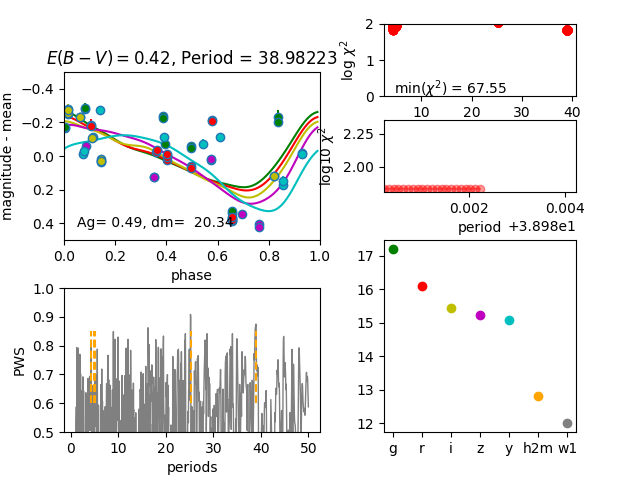 E(B − V) = 0.42, Period = 38.98223
magnitude - mean
−0.4
−0.2
0.0
0.2
0.4
Ag= 0.49, dm=  20.34
0.0 0.2 0.4 0.6 0.8 1.0
phase
log χ²
2
1
0
min(χ²) = 67.55
10 20 30 40
log10 χ²
2.25
2.00
0.002 0.004
period +3.898e1
PWS
1.0
0.9
0.8
0.7
0.6
0.5
0 10 20 30 40 50
periods
17
16
15
14
13
12
g r i z y h2m w1